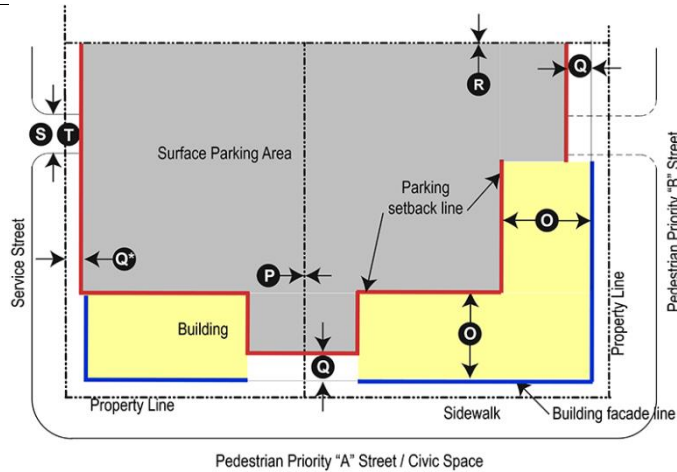 Q
R
S T
Surface Parking Area
Parking
setback line
Pedestrian Priority "B" Street
O
Service Street
Q*
P
Property Line
Building
O
Q
Property Line
Sidewalk
Building facade line
Pedestrian Priority "A" Street / Civic Space